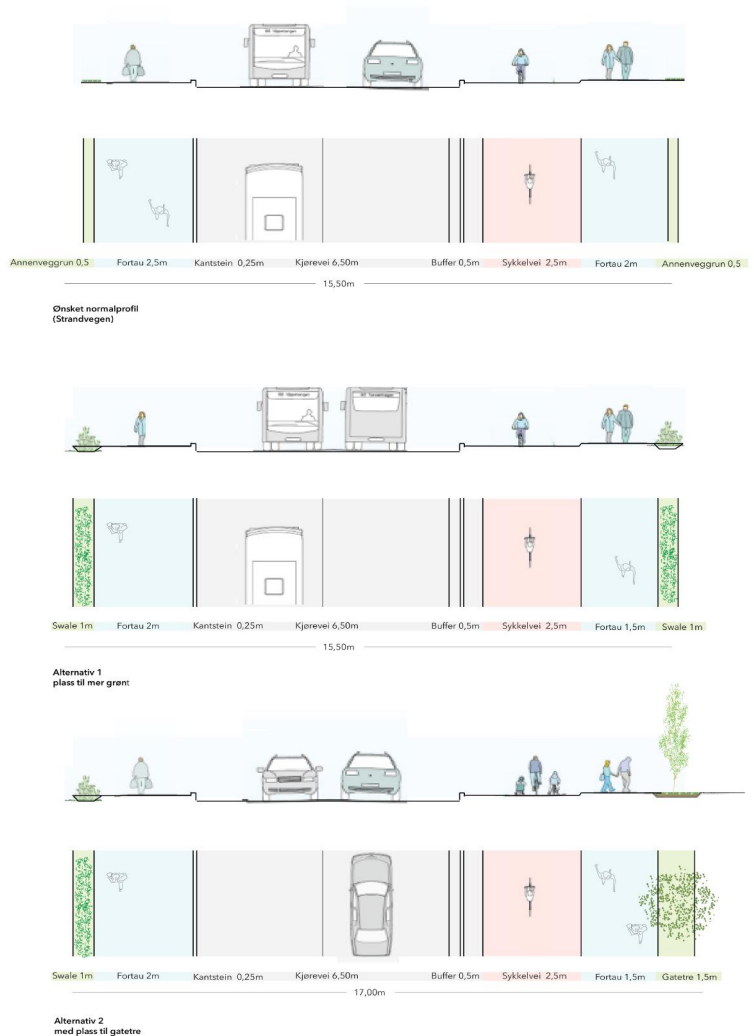 Annenveggrun 0,5 Fortau 2,5m Kantstein 0,25m Kjørevei 6,50m Buffer 0,5m Sykkelvei 2,5m Fortau 2m Annenveggrun 0,5
15,50m
Ønsket normalprofil
(Strandvegen)
Swale 1m Fortau 2m Kantstein 0,25m Kjørevei 6,50m Buffer 0,5m Sykkelvei 2,5m Fortau 1,5m Swale 1m
15,50m
Alternativ 1
plass til mer grønt
Swale 1m Fortau 2m Kantstein 0,25m Kjørevei 6,50m Buffer 0,5m Sykkelvei 2,5m Fortau 1,5m Gatetre 1,5m
17,00m
Alternativ 2
med plass til gatetre